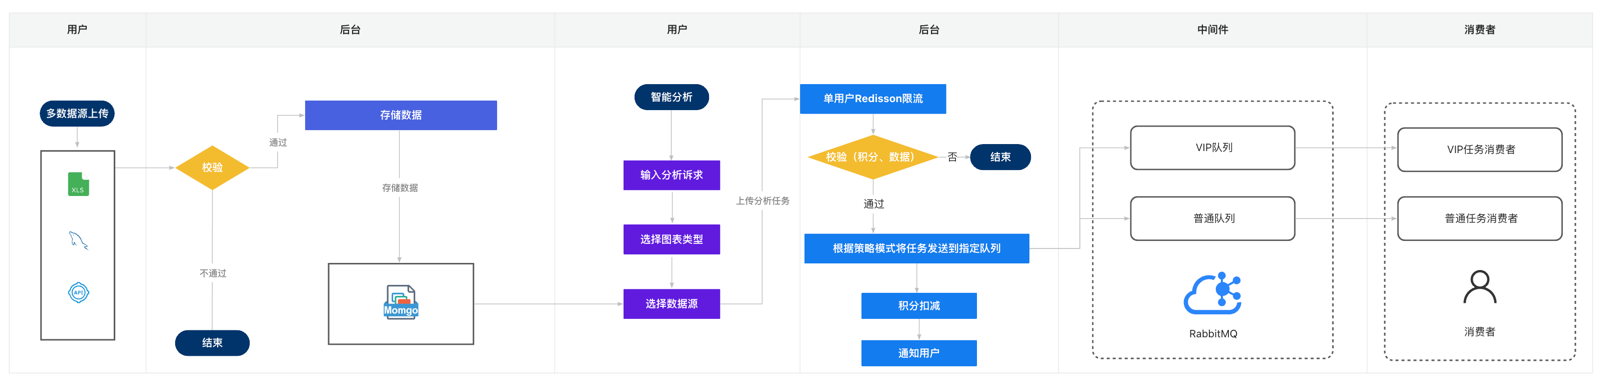 用户
后台
用户
后台
中间件
消费者
多数据源上传
XLS
API
校验
通过
不通过
结束
存储数据
存储数据
Momgo
智能分析
输入分析诉求
选择图表类型
选择数据源
上传分析任务
单用户Redisson限流
校验（积分、数据）
否
结束
通过
根据策略模式将任务发送到指定队列
积分扣减
通知用户
VIP队列
普通队列
RabbitMQ
VIP任务消费者
普通任务消费者
消费者